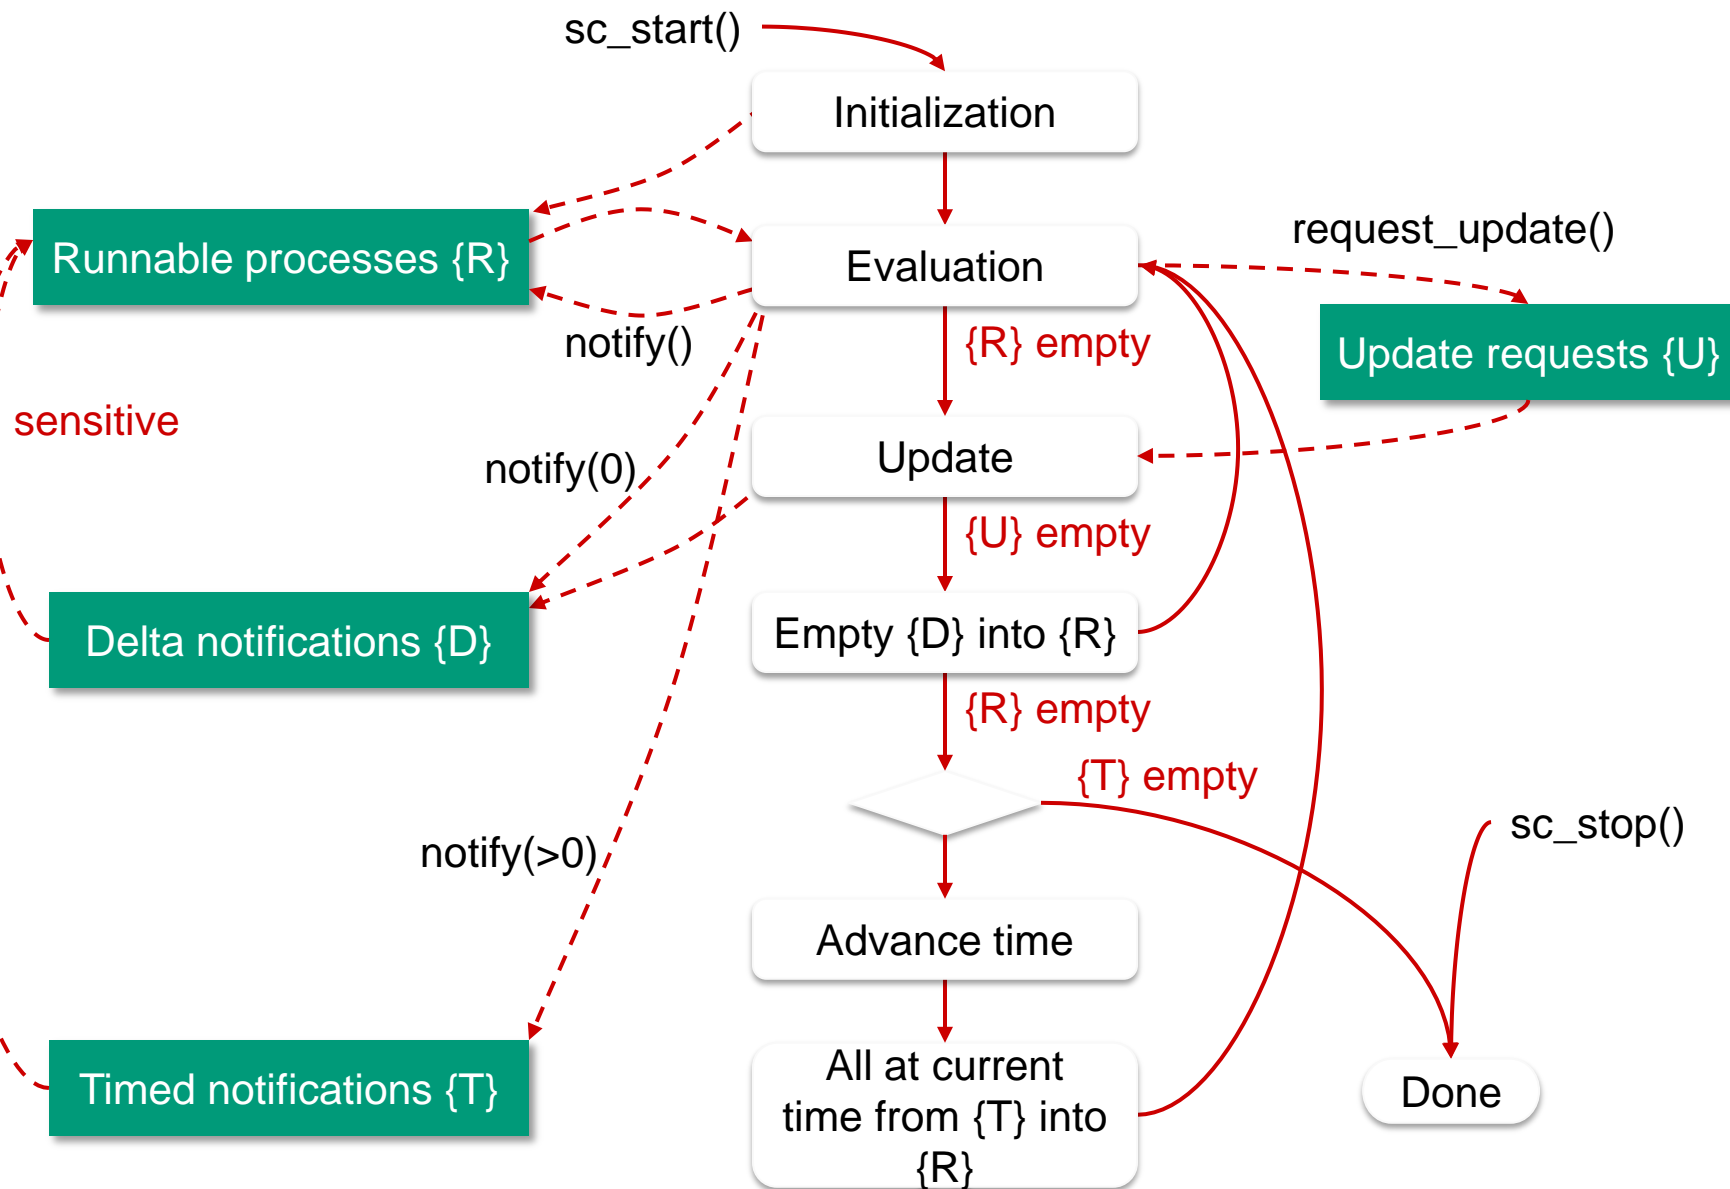 sc_start()
Initialization
request_update()
Runnable processes {R}
Evaluation
notify()
{R} empty
Update requests {U}
sensitive
notify(0)
Update
{U} empty
Delta notifications {D}
Empty {D} into {R}
{R} empty
{T} empty
sc_stop()
notify(>0)
Advance time
Timed notifications {T}
All at current
time from {T} into
{R}
Done